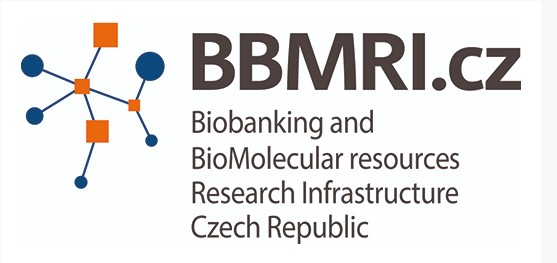 BBMRI.cz
Biobanking and
BioMolecular resources
Research Infrastructure
Czech Republic